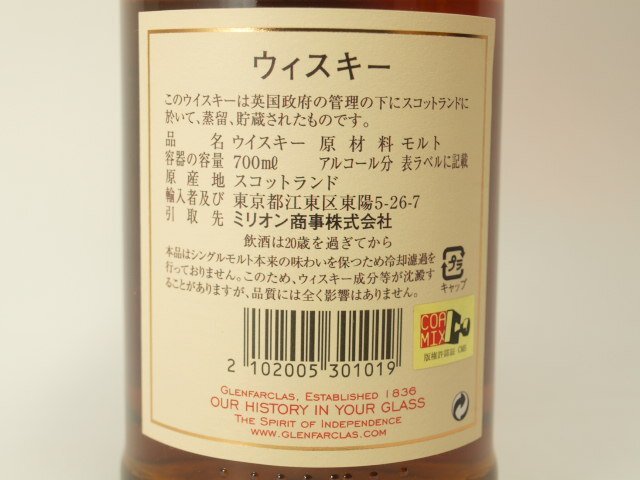 ウィスキー
このウイスキーは英国政府の管理の下にスコットランドに
於いて、蒸留、貯蔵されたものです。
品名 ウイスキー 原材料 モルト
容器の容量 700mℓ アルコール分 表ラベルに記載
原産地 スコットランド
輸入者及び 東京都江東区東陽5-26-7
引取先 ミリオン商事株式会社
飲酒は20歳を過ぎてから
本品はシングルモルト本来の味わいを保つため冷却濾過を
行っておりません。このため、ウィスキー成分等が沈澱す
ることがありますが、品質には全く影響はありません。
プラ
キャップ
COA
MIX
版権許諾証
2 102005 301019
GLENFARCLAS, ESTABLISHED 1836
OUR HISTORY IN YOUR GLASS
THE SPIRIT OF INDEPENDENCE
WWW.GLENFARCLAS.COM